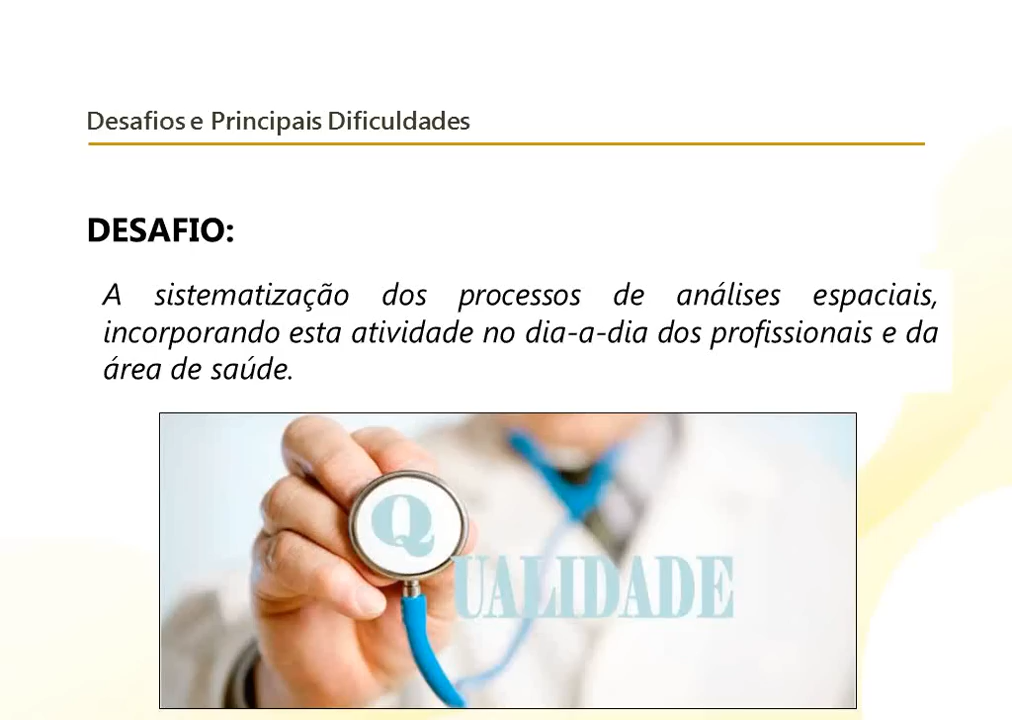 Desafios e Principais Dificuldades
DESAFIO:
A sistematização dos processos de análises espaciais,
incorporando esta atividade no dia-a-dia dos profissionais e da
área de saúde.
QUALIDADE